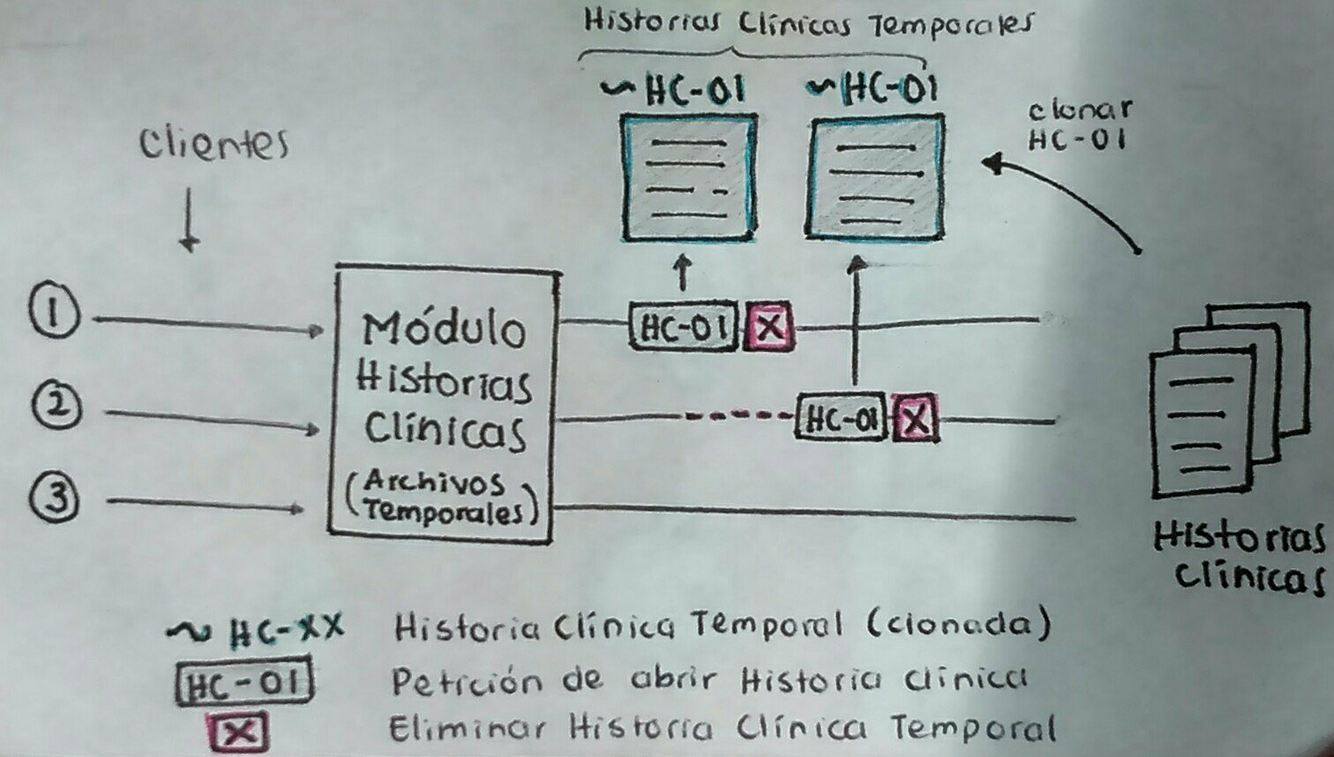 Historias Clínicas Temporales
~HC-01
~HC-01
clonar
HC-01
clientes
1
HC-01 X
Módulo
Historias
Clínicas
(Archivos
Temporales)
2
HC-01 X
3
Historias
Clínicas
~ HC-XX Historia Clínica Temporal (clonada)
HC-01 Petición de abrir Historia clínica
X Eliminar Historia Clínica Temporal